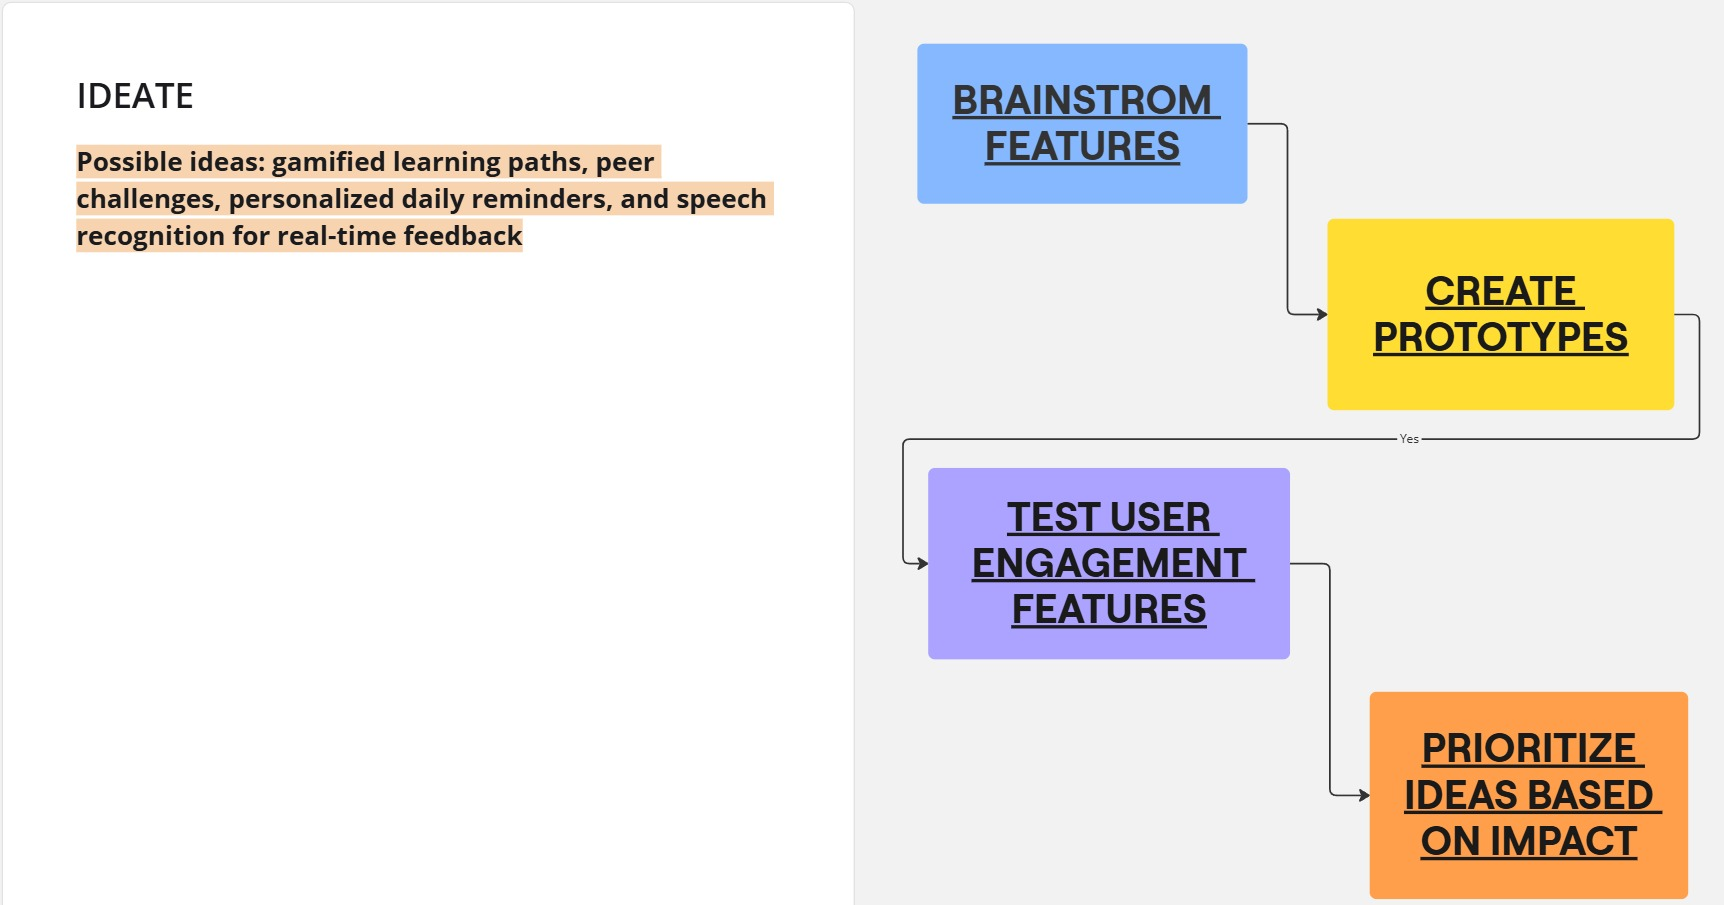 IDEATE
Possible ideas: gamified learning paths, peer
challenges, personalized daily reminders, and speech
recognition for real-time feedback
BRAINSTROM
FEATURES
CREATE
PROTOTYPES
Yes
TEST USER
ENGAGEMENT
FEATURES
PRIORITIZE
IDEAS BASED
ON IMPACT